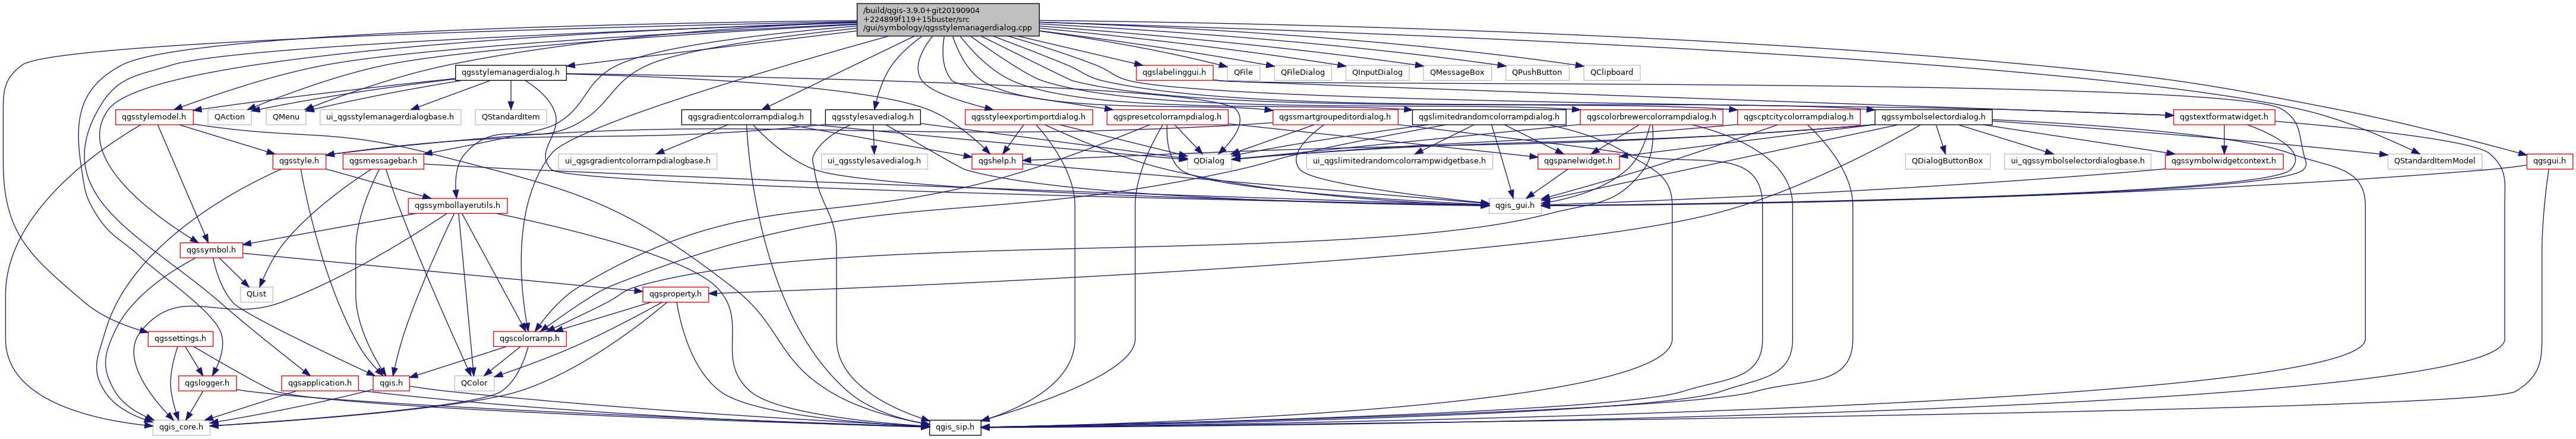 /build/qgis-3.9.0+git20190904
+224899f119+15buster/src
/gui/symbology/qgsstylemanagerdialog.cpp
qgsstylemanagerdialog.h
qgslabelinggui.h
QFile
QFileDialog
QInputDialog
QMessageBox
QPushButton
QClipboard
qgsstylemodel.h
QAction
QMenu
ui_qgsstylemanagerdialogbase.h
QStandardItem
qgsgradientcolorrampdialog.h
qgsstylesavedialog.h
qgsstyleexportimportdialog.h
qgspresetcolorrampdialog.h
qgssmartgroupeditordialog.h
qgslimitedrandomcolorrampdialog.h
qgscolorbrewercolorrampdialog.h
qgscptcitycolorrampdialog.h
qgssymbolselectordialog.h
qgstextformatwidget.h
qgsstyle.h
qgsmessagebar.h
ui_qgsgradientcolorrampdialogbase.h
ui_qgsstylesavedialog.h
qgshelp.h
QDialog
ui_qgslimitedrandomcolorrampwidgetbase.h
qgspanelwidget.h
QDialogButtonBox
ui_qgssymbolselectordialogbase.h
qgssymbolwidgetcontext.h
QStandardItemModel
qgsgui.h
qgssymbollayerutils.h
qgis_gui.h
qgssymbol.h
QList
qgsproperty.h
qgssettings.h
qgscolorramp.h
qgslogger.h
qgsapplication.h
qgis.h
QColor
qgis_core.h
qgis_sip.h